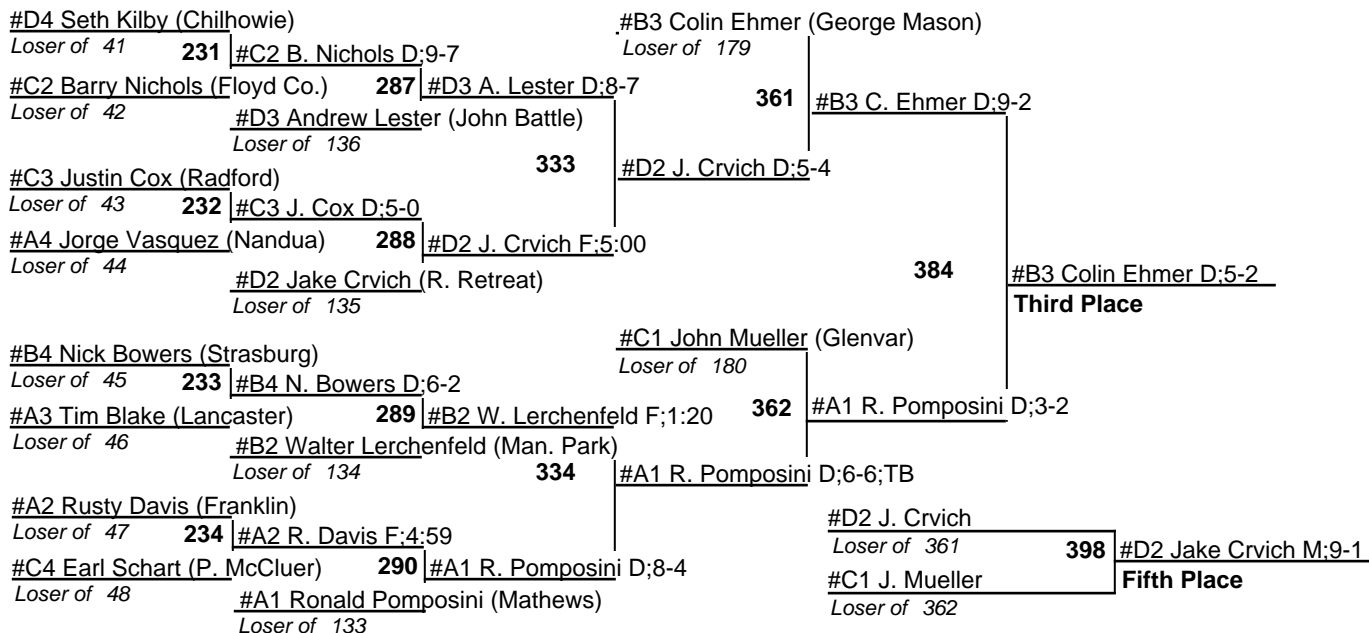 #D4 Seth Kilby (Chilhowie)
Loser of 41
231
#C2 B. Nichols D;9-7
#C2 Barry Nichols (Floyd Co.)
Loser of 42
287
#D3 A. Lester D;8-7
#D3 Andrew Lester (John Battle)
Loser of 136
333
#D2 J. Crvich D;5-4
#C3 Justin Cox (Radford)
Loser of 43
232
#C3 J. Cox D;5-0
#A4 Jorge Vasquez (Nandua)
Loser of 44
288
#D2 J. Crvich F;5:00
#D2 Jake Crvich (R. Retreat)
Loser of 135
#B4 Nick Bowers (Strasburg)
Loser of 45
233
#B4 N. Bowers D;6-2
#A3 Tim Blake (Lancaster)
Loser of 46
289
#B2 W. Lerchenfeld F;1:20
#B2 Walter Lerchenfeld (Man. Park)
Loser of 134
334
#A1 R. Pomposini D;6-6;TB
#A2 Rusty Davis (Franklin)
Loser of 47
234
#A2 R. Davis F;4:59
#C4 Earl Schart (P. McCluer)
Loser of 48
290
#A1 R. Pomposini D;8-4
#A1 Ronald Pomposini (Mathews)
Loser of 133
#B3 Colin Ehmer (George Mason)
Loser of 179
361
#B3 C. Ehmer D;9-2
384
#B3 Colin Ehmer D;5-2
Third Place
#C1 John Mueller (Glenvar)
Loser of 180
362
#A1 R. Pomposini D;3-2
#D2 J. Crvich
Loser of 361
398
#D2 Jake Crvich M;9-1
#C1 J. Mueller
Fifth Place
Loser of 362